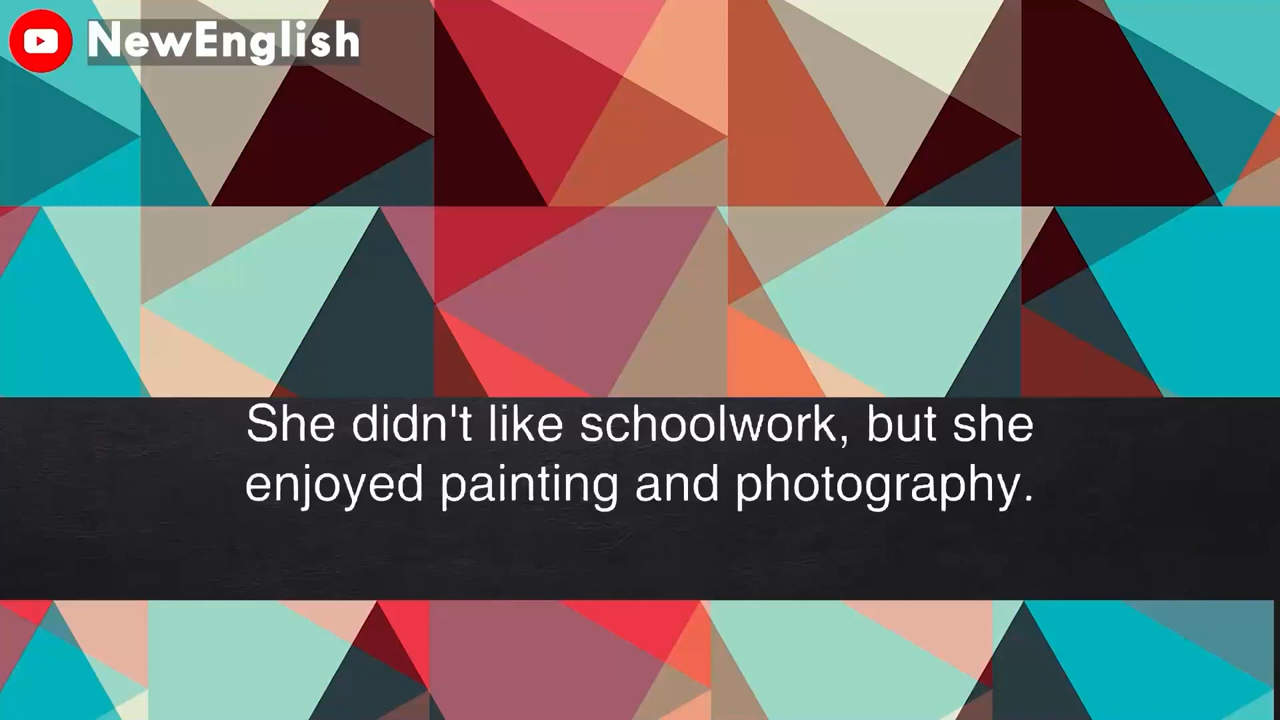 NewEnglish
She didn't like schoolwork, but she
enjoyed painting and photography.